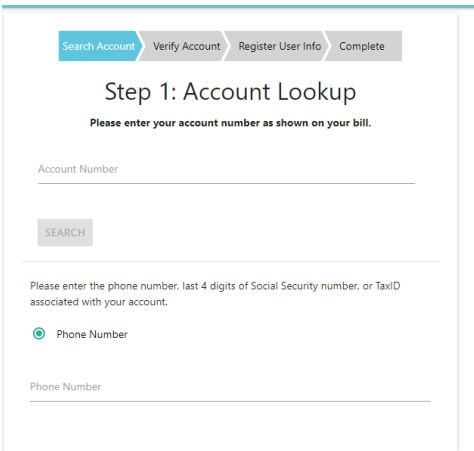 Search Account Verify Account Register User Info Complete
Step 1: Account Lookup
Please enter your account number as shown on your bill.
Account Number
SEARCH
Please enter the phone number, last 4 digits of Social Security number, or TaxID
associated with your account.
Phone Number
Phone Number